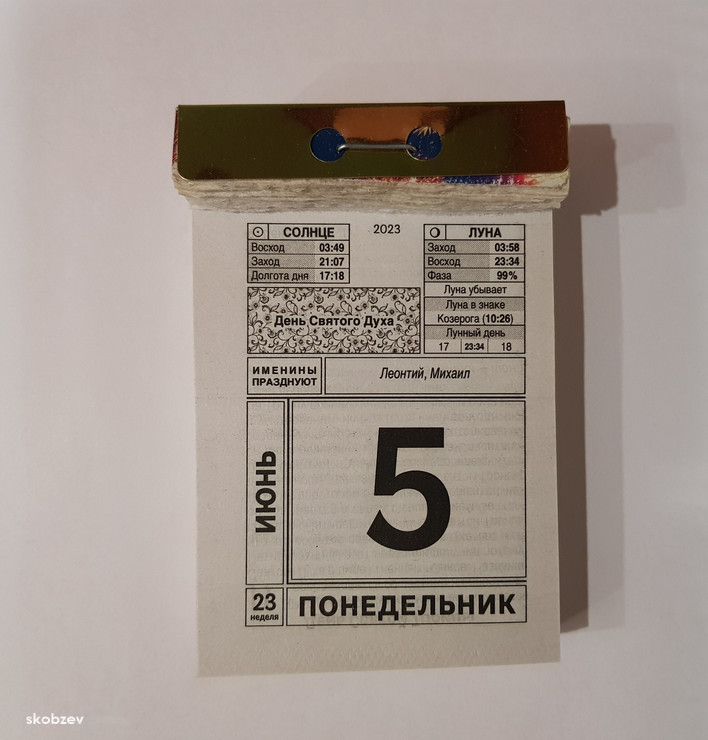 2023
СОЛНЦЕ
Восход 03:49
Заход 21:07
Долгота дня 17:18
ЛУНА
Заход 03:58
Восход 23:34
Фаза 99%
Луна убывает
Луна в знаке
Козерога (10:26)
Лунный день
17 23:34 18
День Святого Духа
ИМЕНИНЫ
ПРАЗДНУЮТ
Леонтий, Михаил
ИЮНЬ
5
23
неделя
ПОНЕДЕЛЬНИК
skobzev